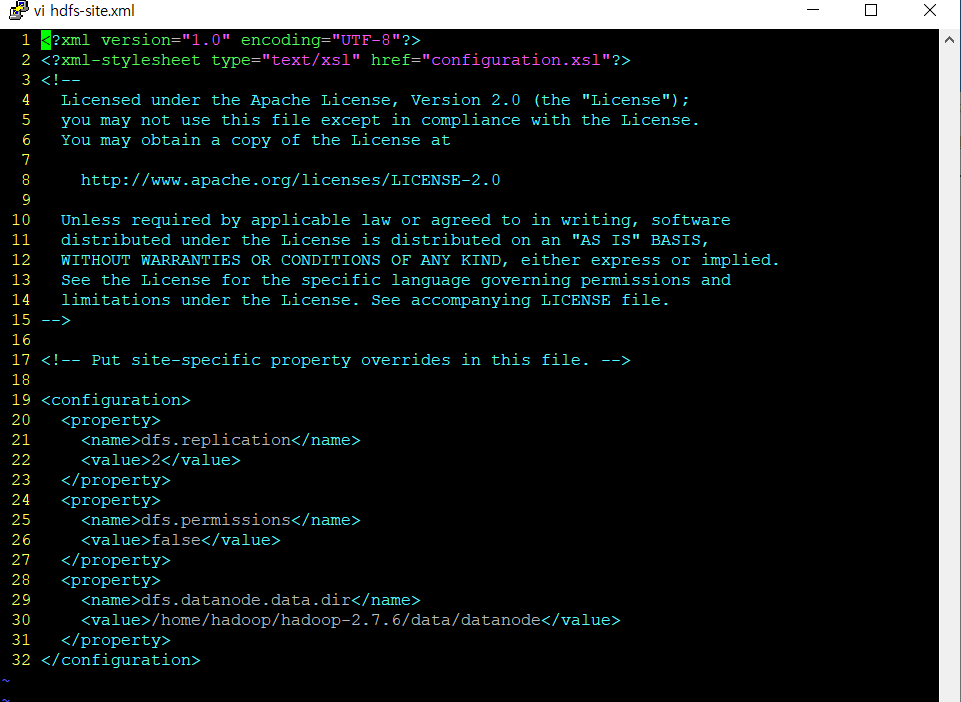 vi hdfs-site.xml
1 <?xml version="1.0" encoding="UTF-8"?>
2 <?xml-stylesheet type="text/xsl" href="configuration.xsl"?>
3 <!--
4   Licensed under the Apache License, Version 2.0 (the "License");
5   you may not use this file except in compliance with the License.
6   You may obtain a copy of the License at
7
8     http://www.apache.org/licenses/LICENSE-2.0
9
10   Unless required by applicable law or agreed to in writing, software
11   distributed under the License is distributed on an "AS IS" BASIS,
12   WITHOUT WARRANTIES OR CONDITIONS OF ANY KIND, either express or implied.
13   See the License for the specific language governing permissions and
14   limitations under the License. See accompanying LICENSE file.
15 -->
16
17 <!-- Put site-specific property overrides in this file. -->
18
19 <configuration>
20   <property>
21     <name>dfs.replication</name>
22     <value>2</value>
23   </property>
24   <property>
25     <name>dfs.permissions</name>
26     <value>false</value>
27   </property>
28   <property>
29     <name>dfs.datanode.data.dir</name>
30     <value>/home/hadoop/hadoop-2.7.6/data/datanode</value>
31   </property>
32 </configuration>
~
~